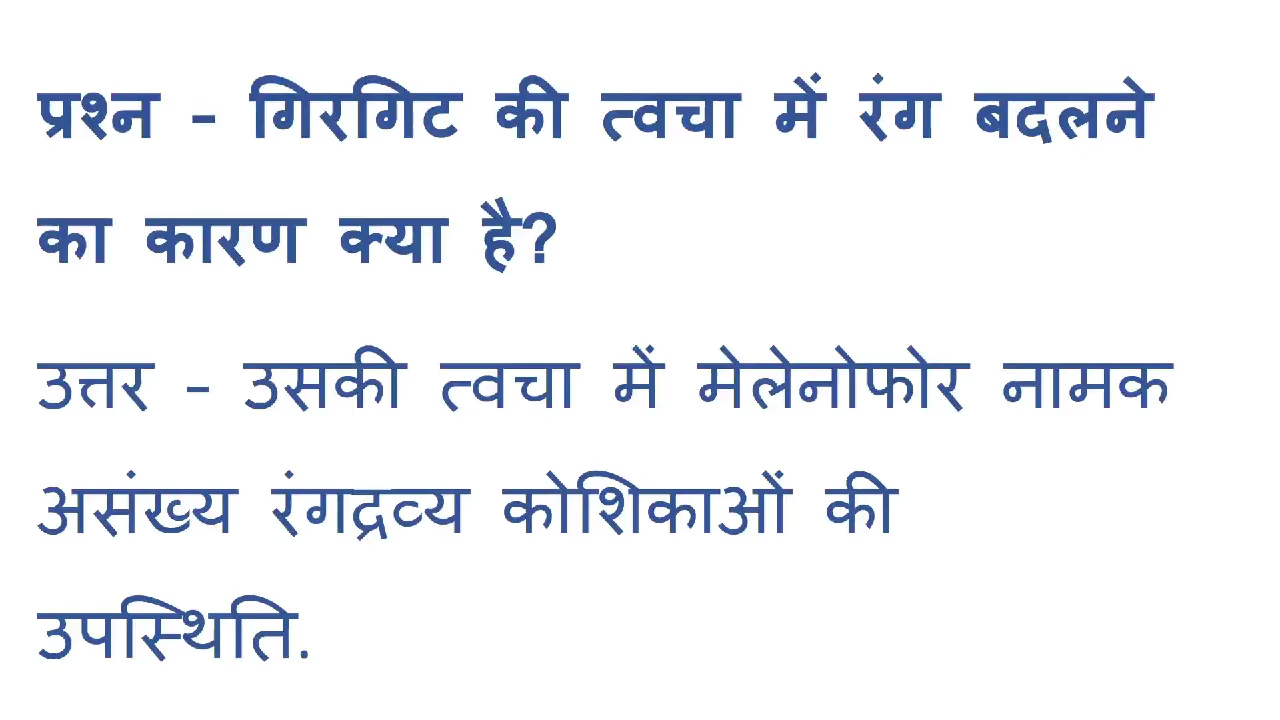 प्रश्न - गिरगिट की त्वचा में रंग बदलने
का कारण क्या है?
उत्तर - उसकी त्वचा में मेलेनोफोर नामक
असंख्य रंगद्रव्य कोशिकाओं की
उपस्थिति.